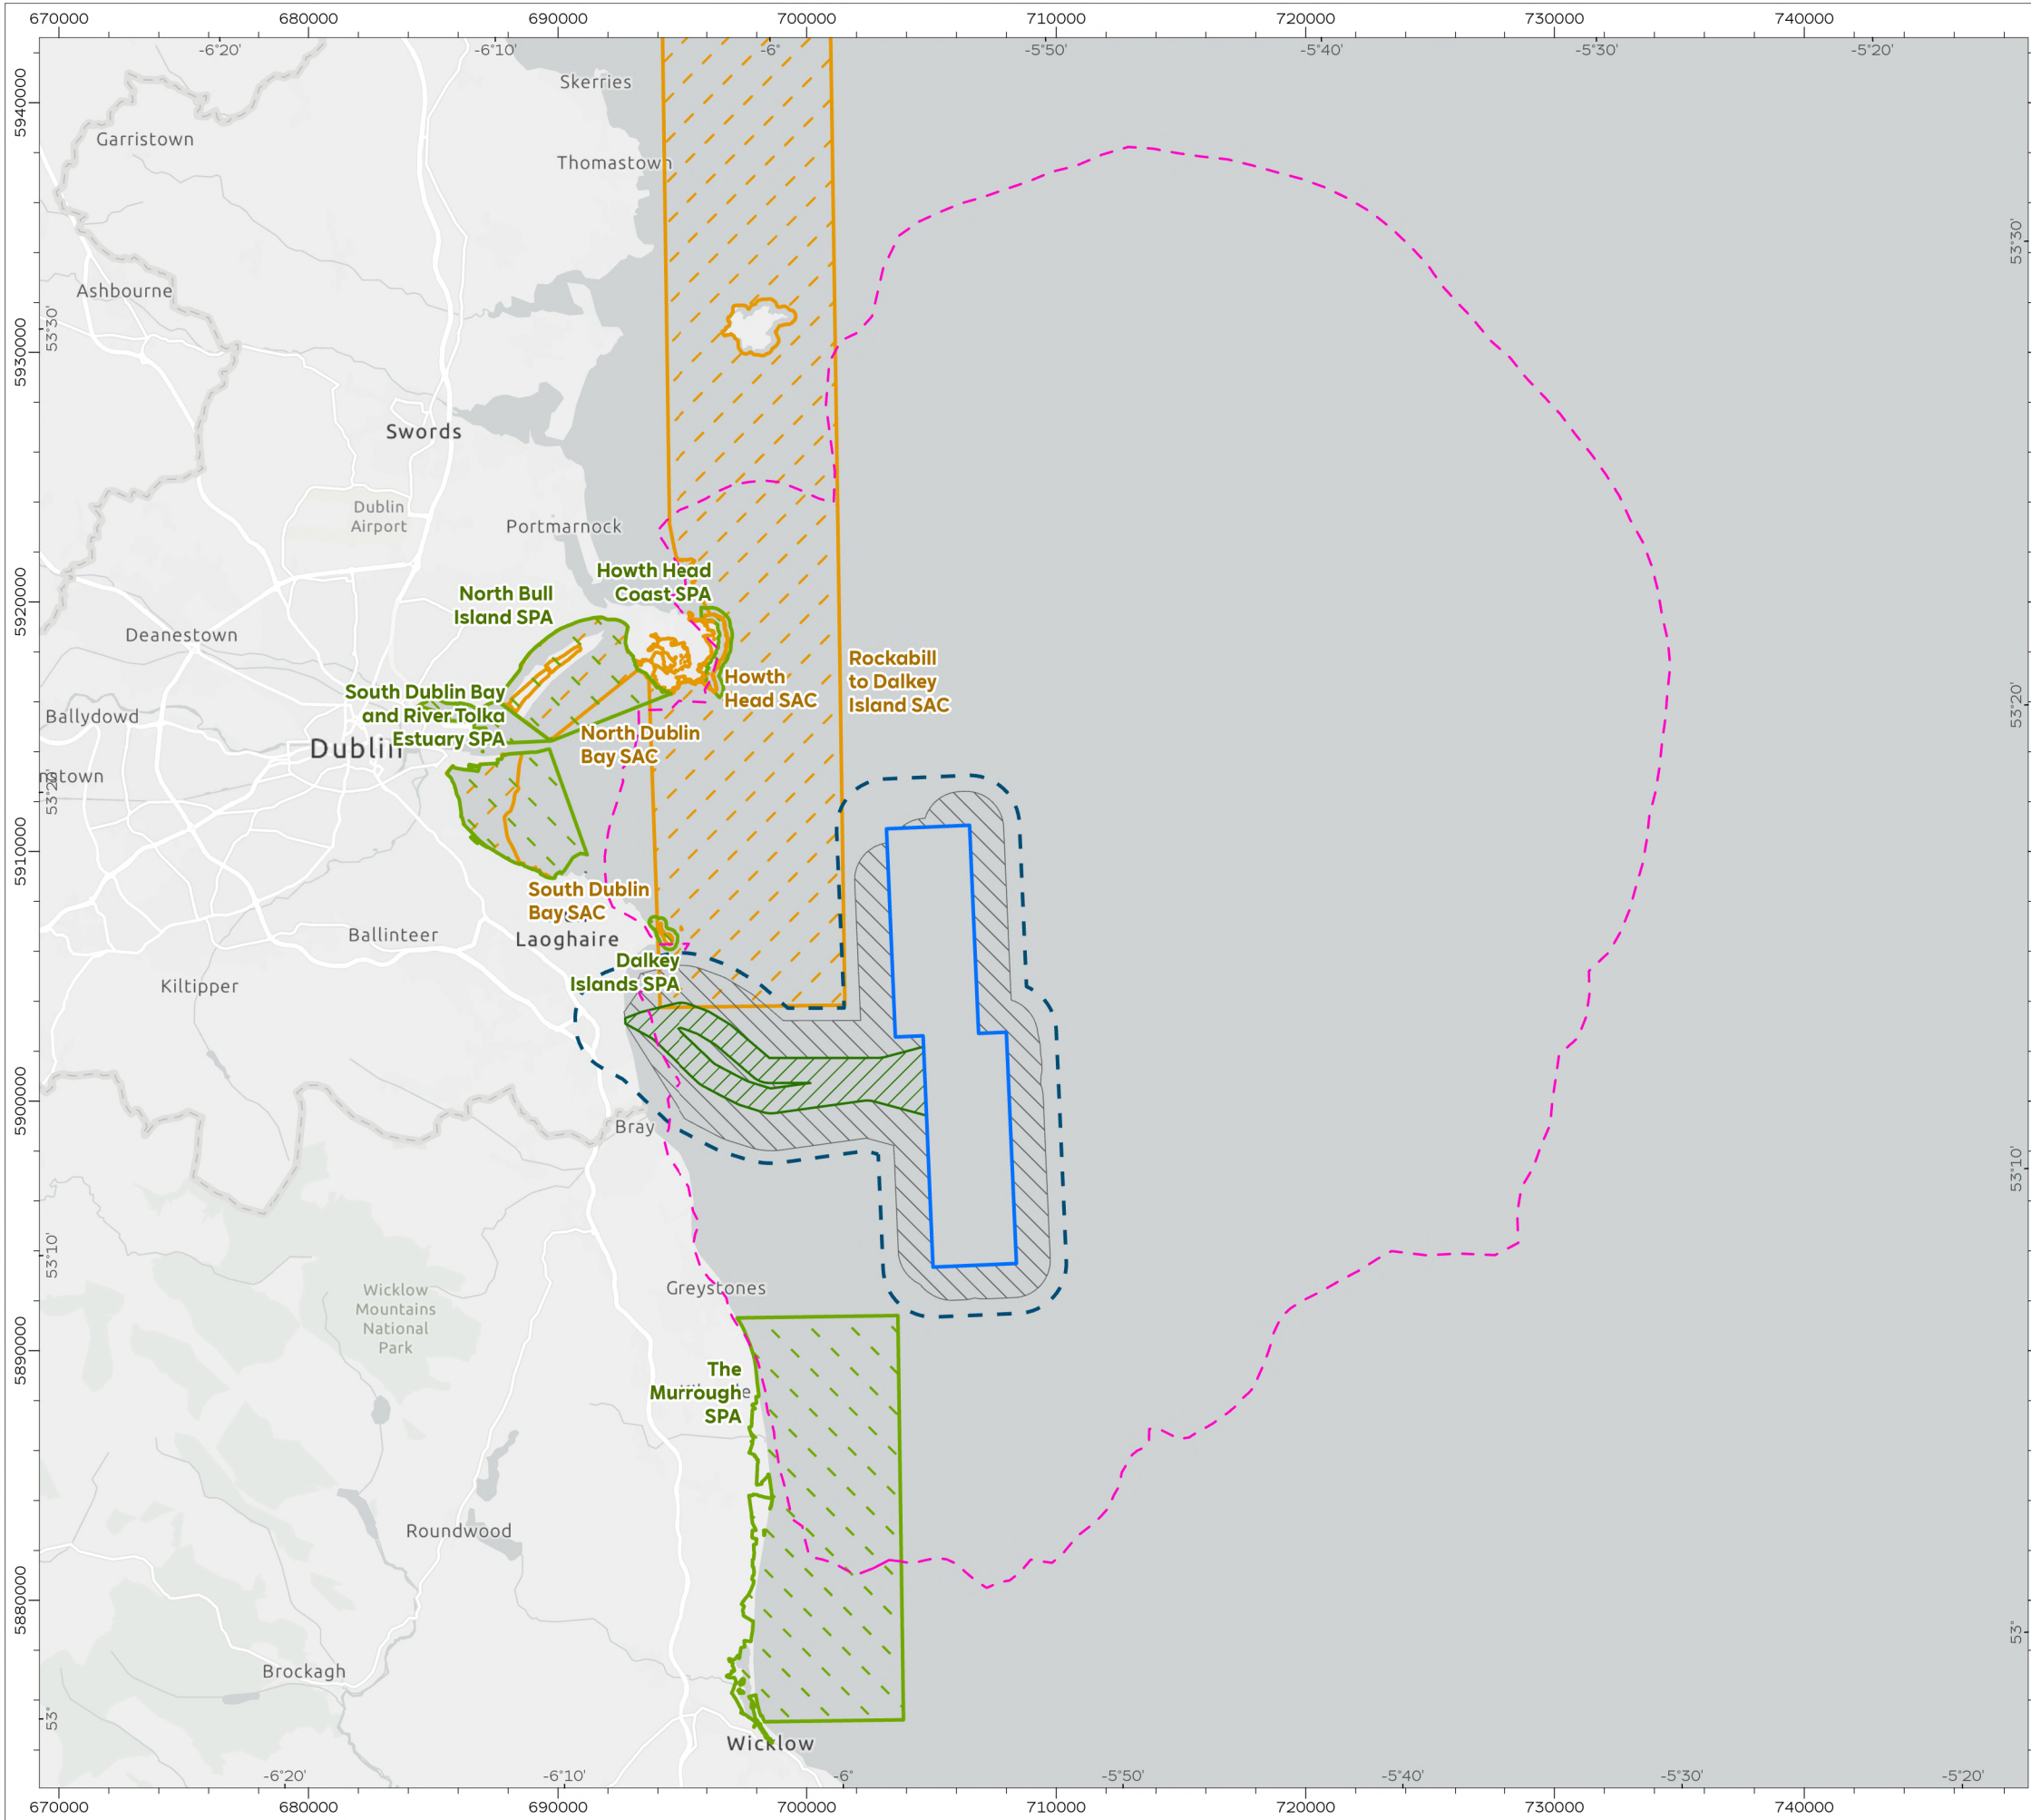 670000 680000 690000 700000 710000 720000 730000 740000
-6°20' -6°10' -6° -5°50' -5°40' -5°30' -5°20'
5940000
Skerries
Garristown
Thomastown
53°30'
Ashbourne
5930000
53°30'
Swords
Dublin
Airport
Portmarnock
Howth Head
Coast SPA
North Bull
Island SPA
5920000
Deanestown
Rockabill
to Dalkey
Island SAC
Howth
Head SAC
53°20'
South Dublin Bay
and River Tolka
Estuary SPA
Ballydowd
North Dublin
Bay SAC
Dublin
53°20'
5910000
South Dublin
Bay SAC
Laoghaire
Ballinteer
Dalkey
Islands SPA
Kiltipper
5900000
Bray
53°10'
53°10'
Greystones
Wicklow
Mountains
National
Park
5890000
The
Murrough
SPA
Roundwood
5880000
53°
Brockagh
53°
Wicklow
-6°20' -6°10' -6° -5°50' -5°40' -5°30' -5°20'
670000 680000 690000 700000 710000 720000 730000 740000